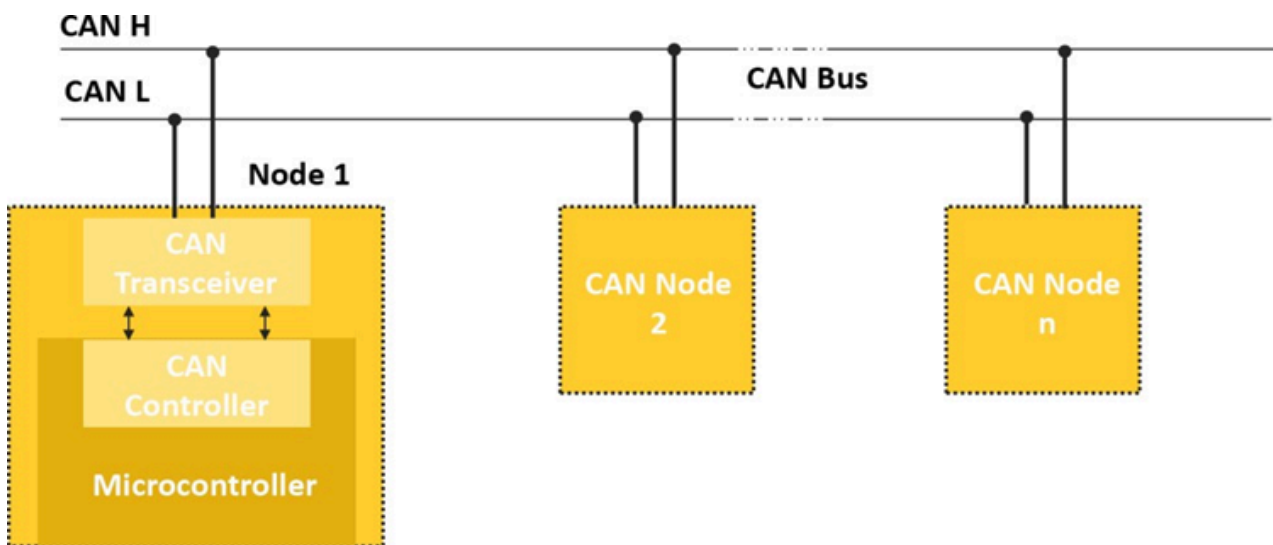 CAN H
CAN L
CAN Bus
Node 1
CAN
Transceiver
CAN
Controller
Microcontroller
CAN Node
2
CAN Node
n